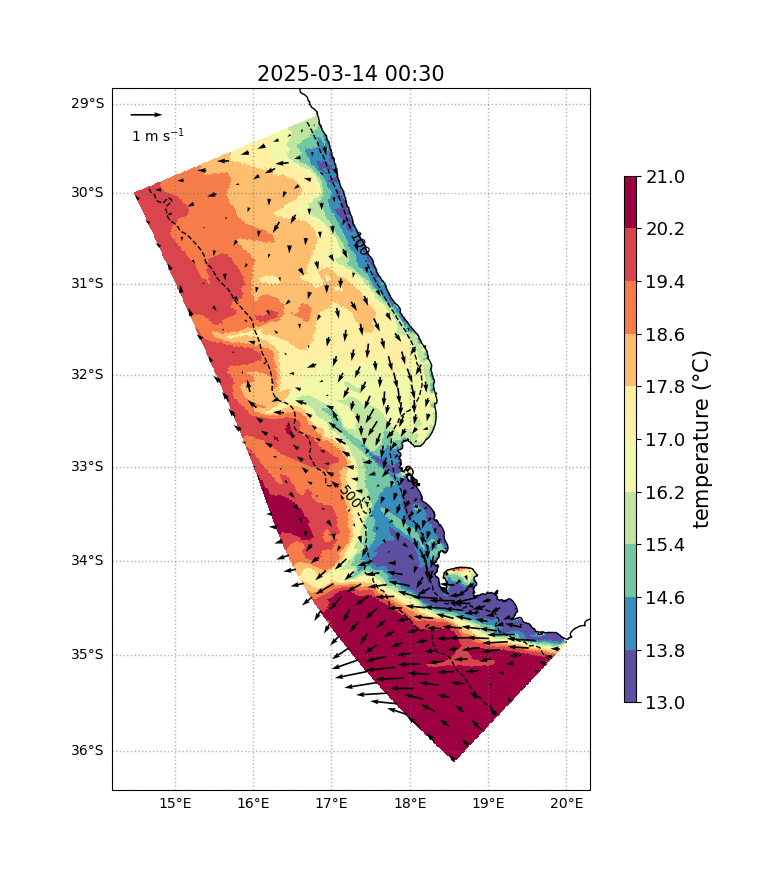 2025-03-14 00:30
29°S
30°S
31°S
32°S
33°S
34°S
35°S
36°S
1 m s⁻¹
100
500
15°E 16°E 17°E 18°E 19°E 20°E
21.0
20.2
19.4
18.6
17.8
17.0
16.2
15.4
14.6
13.8
13.0
temperature (°C)